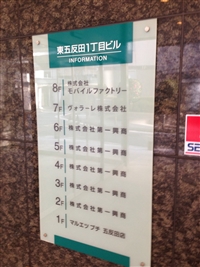 東五反田1丁目ビル
INFORMATION
8F 株式会社
モバイルファクトリー
7F ヴォラーレ株式会社
6F 株式会社第一興商
5F 株式会社第一興商
4F 株式会社第一興商
3F 株式会社第一興商
2F 株式会社第一興商
1F マルエツ プチ 五反田店